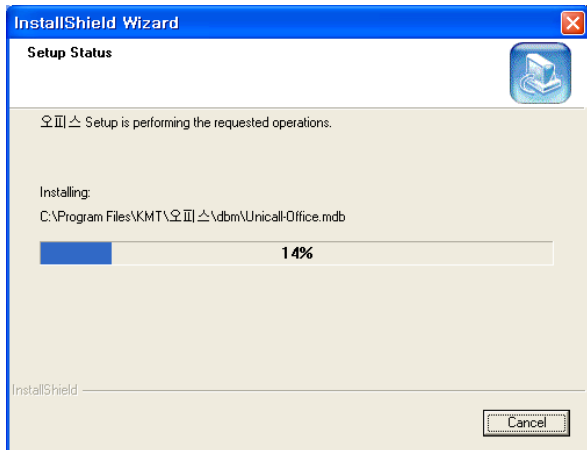 InstallShield Wizard
Setup Status
오피스 Setup is performing the requested operations.
Installing:
C:\Program Files\KMT\오피스\dbm\Unicall-Office.mdb
14%
InstallShield
Cancel